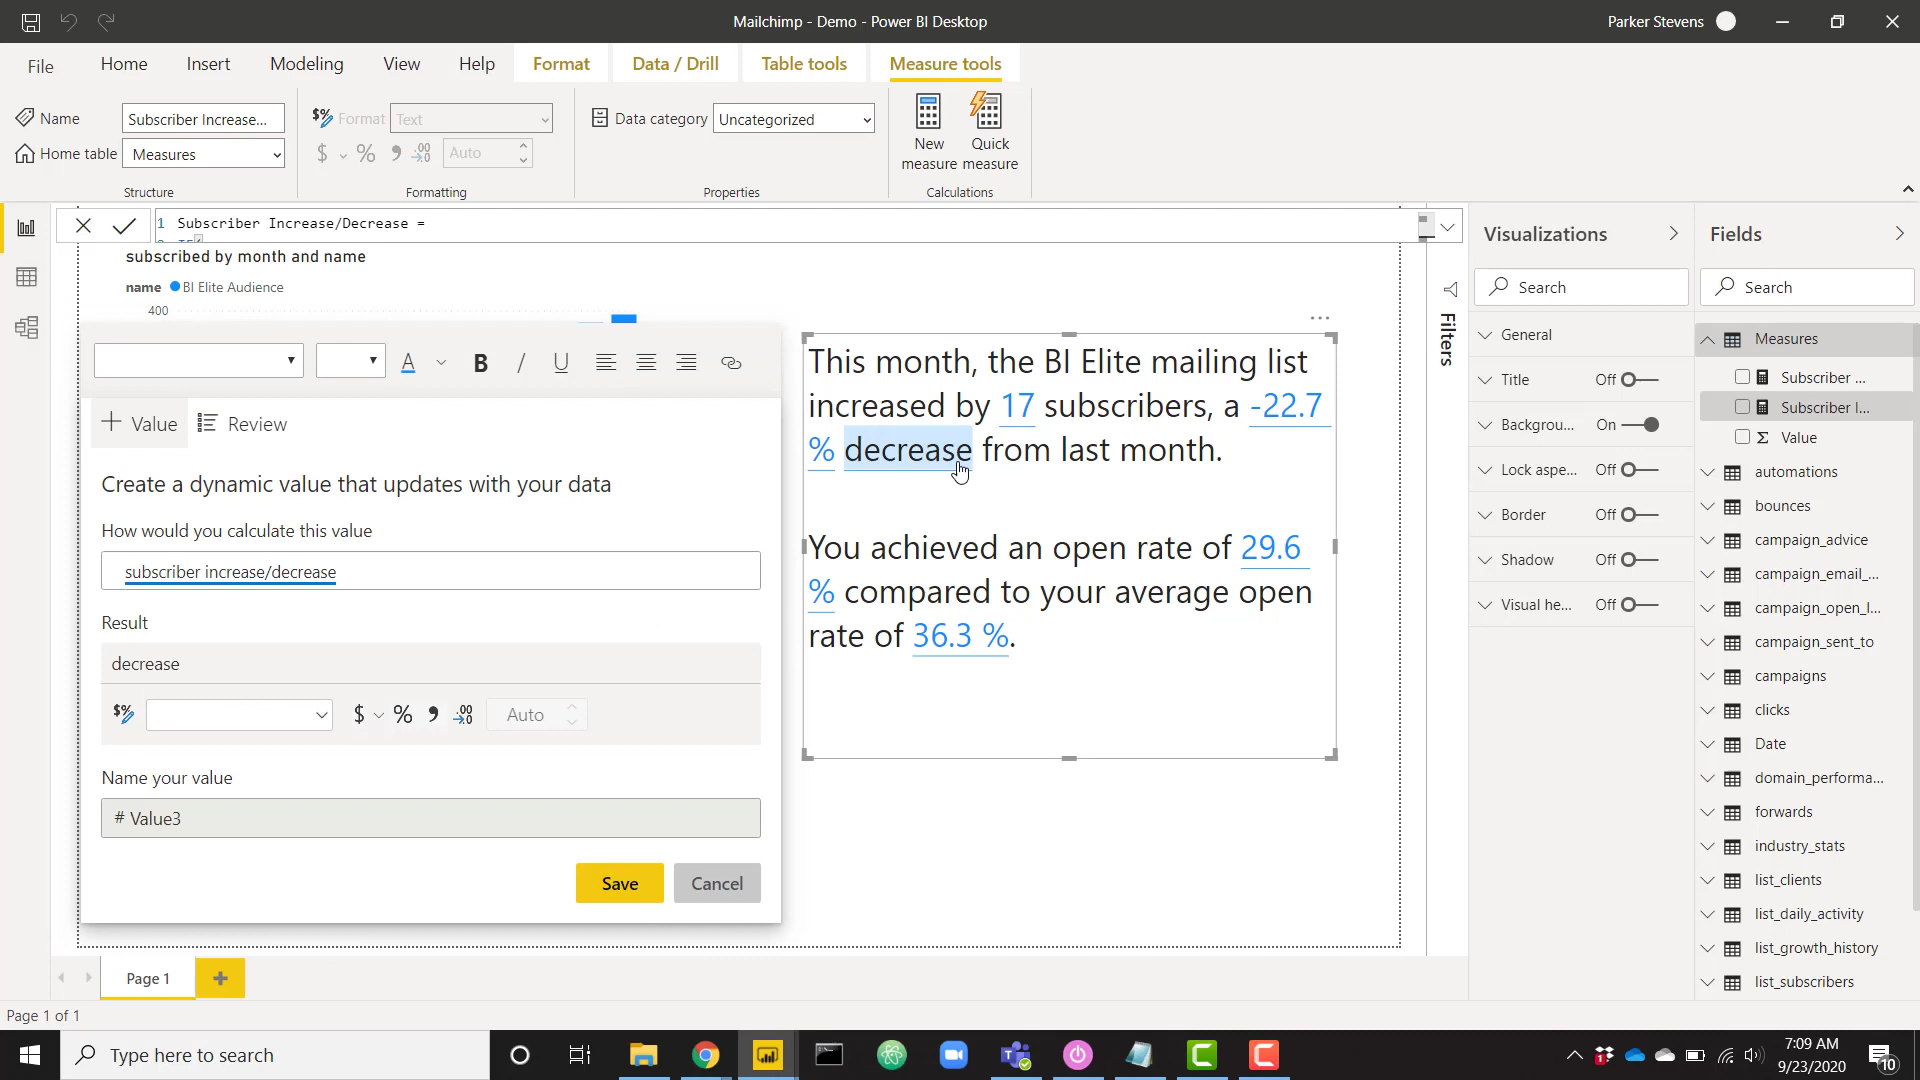 Mailchimp - Demo - Power BI Desktop
Parker Stevens
File Home Insert Modeling View Help Format Data / Drill Table tools Measure tools
Name Subscriber Increase...
Home table Measures
Structure
Format Text
$ % Auto
Formatting
Data category Uncategorized
Properties
New measure
Quick measure
Calculations
1 Subscriber Increase/Decrease =
subscribed by month and name
name BI Elite Audience
400
Value Review
Create a dynamic value that updates with your data
How would you calculate this value
subscriber increase/decrease
Result
decrease
$ % Auto
Name your value
# Value3
Save Cancel
This month, the BI Elite mailing list
increased by 17 subscribers, a -22.7
% decrease from last month.
You achieved an open rate of 29.6
% compared to your average open
rate of 36.3 %.
Filters
Visualizations
Search
General
Title Off
Backgrou... On
Lock aspe... Off
Border Off
Shadow Off
Visual he... Off
Fields
Search
Measures
Subscriber ...
Subscriber I...
Value
automations
bounces
campaign_advice
campaign_email_...
campaign_open_l...
campaign_sent_to
campaigns
clicks
Date
domain_performa...
forwards
industry_stats
list_clients
list_daily_activity
list_growth_history
list_subscribers
Page 1
Page 1 of 1
Type here to search
7:09 AM
9/23/2020
10